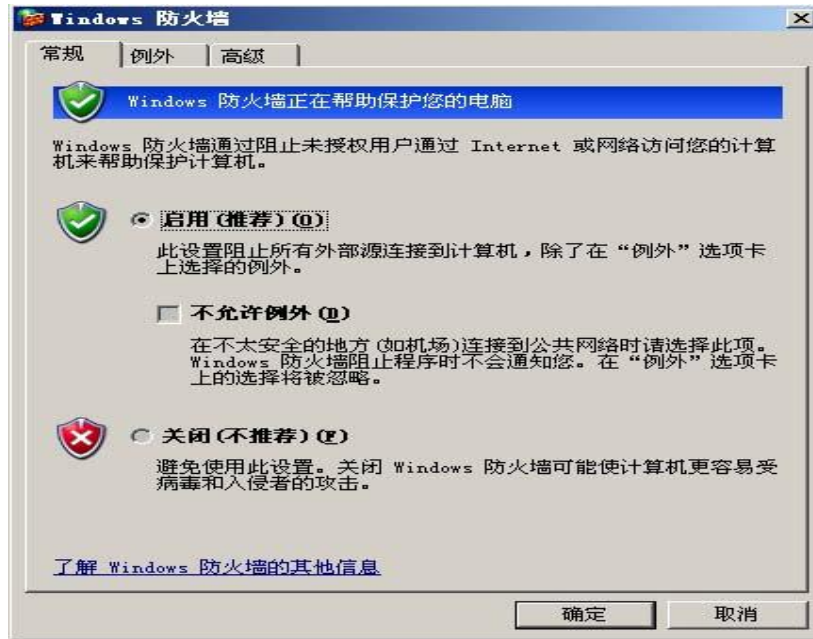 Windows 防火墙
常规 例外 高级
Windows 防火墙正在帮助保护您的电脑
Windows 防火墙通过阻止未授权用户通过 Internet 或网络访问您的计算
机来帮助保护计算机。
启用(推荐)(O)
此设置阻止所有外部源连接到计算机，除了在“例外”选项卡
上选择的例外。
不允许例外(D)
在不太安全的地方(如机场)连接到公共网络时请选择此项。
Windows 防火墙阻止程序时不会通知您。在“例外”选项卡
上的选择将被忽略。
关闭(不推荐)(F)
避免使用此设置。关闭 Windows 防火墙可能使计算机更容易受
病毒和入侵者的攻击。
了解 Windows 防火墙的其他信息
确定 取消